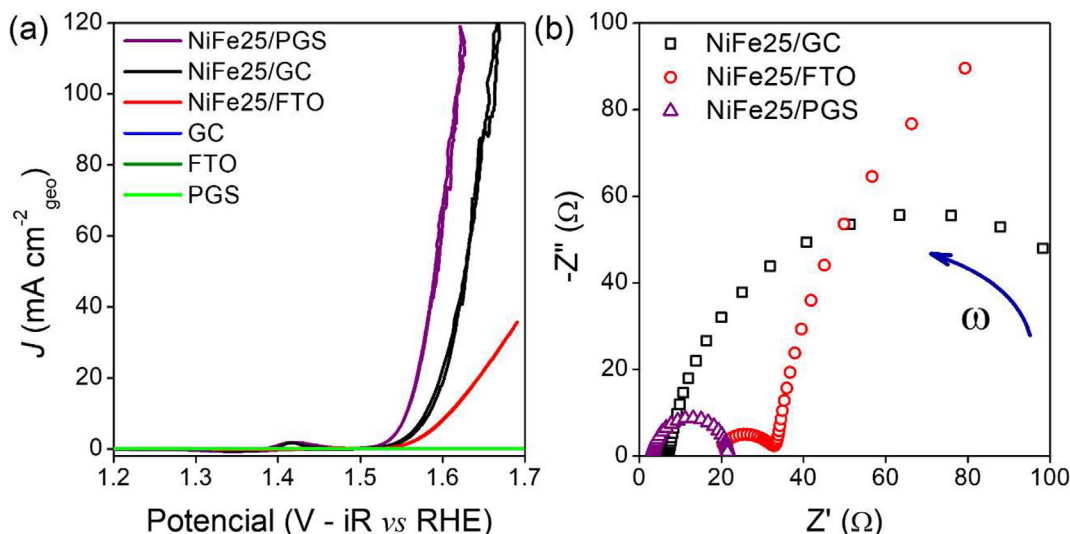 (a)
NiFe25/PGS
NiFe25/GC
NiFe25/FTO
GC
FTO
PGS
120
100
80
60
40
20
0
J (mA cm⁻²geo)
1.2 1.3 1.4 1.5 1.6 1.7
Potencial (V - iR vs RHE)
(b)
NiFe25/GC
NiFe25/FTO
NiFe25/PGS
100
80
60
40
20
0
-Z" (Ω)
ω
0 20 40 60 80 100
Z' (Ω)